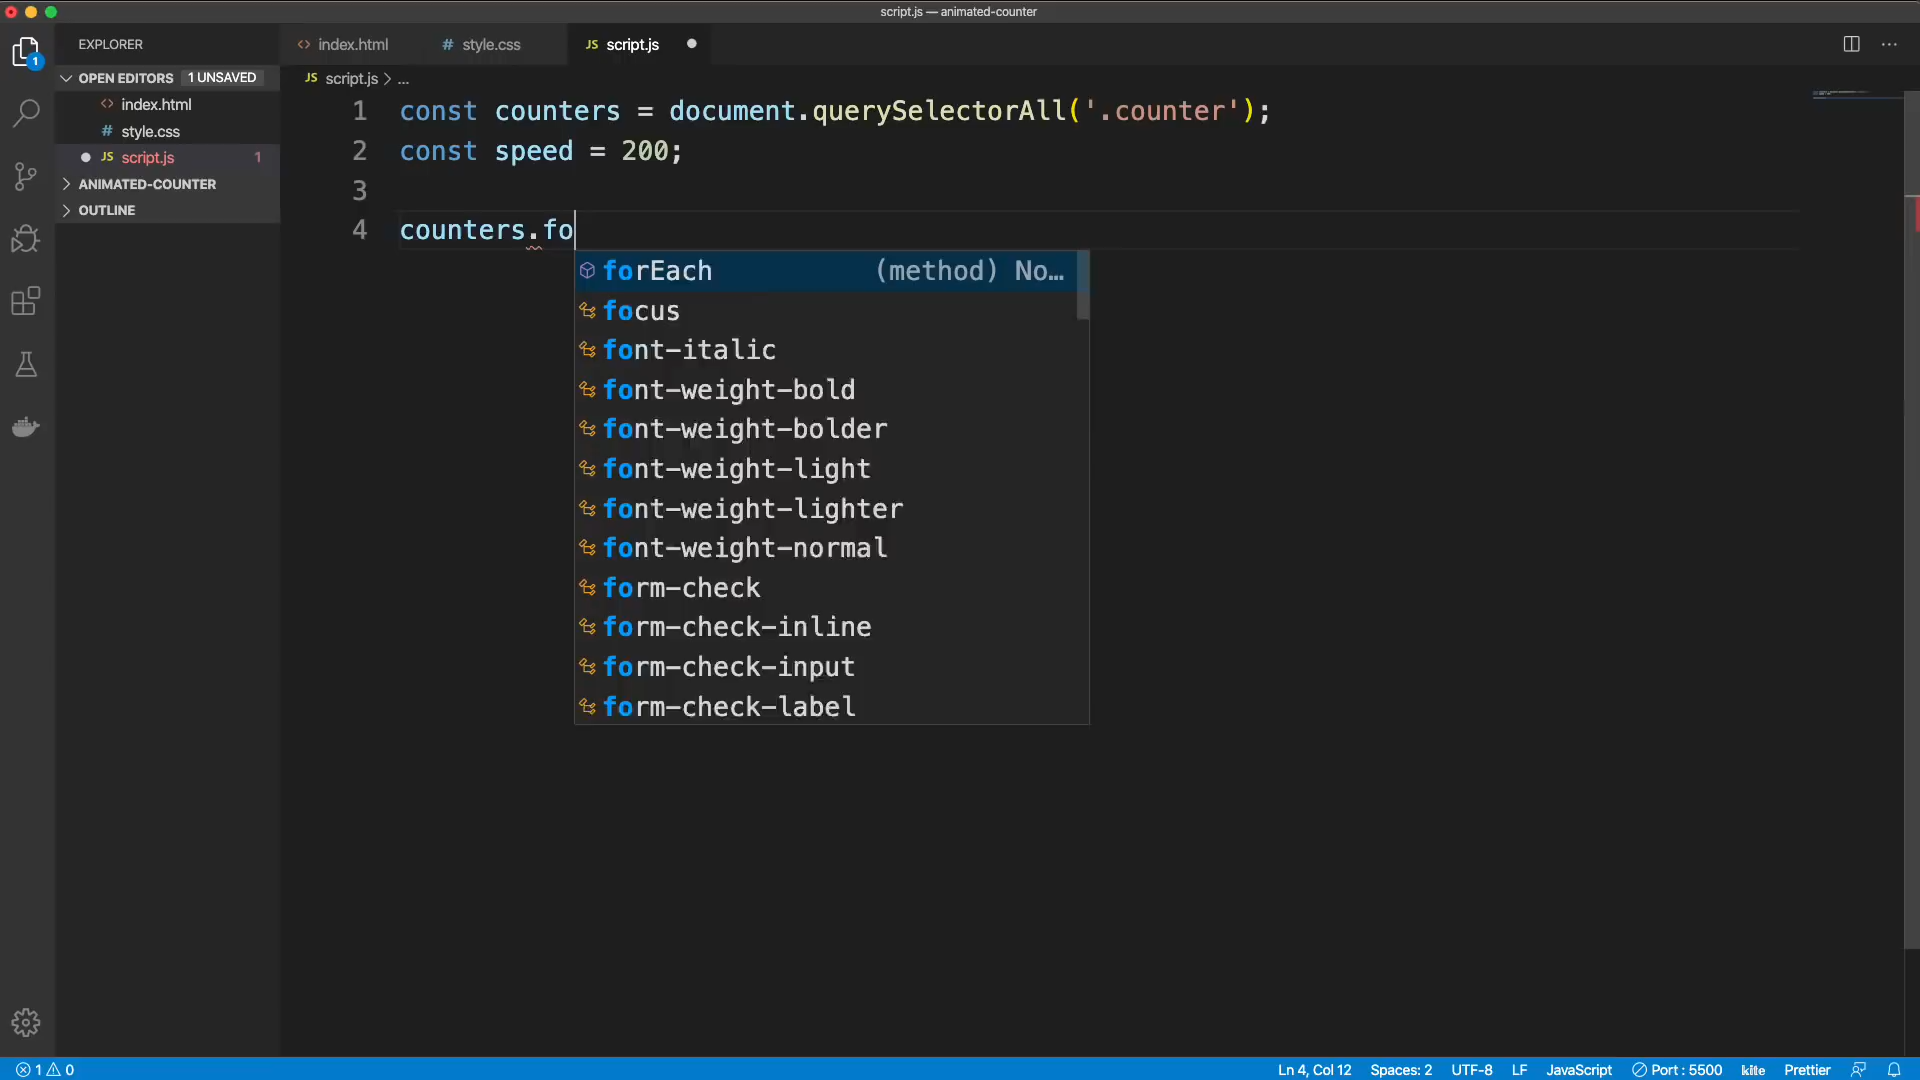 script.js — animated-counter
EXPLORER
index.html
# style.css
JS script.js
OPEN EDITORS 1 UNSAVED
JS script.js > ...
index.html
# style.css
JS script.js 1
ANIMATED-COUNTER
OUTLINE
1
1 const counters = document.querySelectorAll('.counter');
2 const speed = 200;
3
4 counters.fo
forEach (method) No…
focus
font-italic
font-weight-bold
font-weight-bolder
font-weight-light
font-weight-lighter
font-weight-normal
form-check
form-check-inline
form-check-input
form-check-label
1 0 Ln 4, Col 12 Spaces: 2 UTF-8 LF JavaScript Port : 5500 kite Prettier